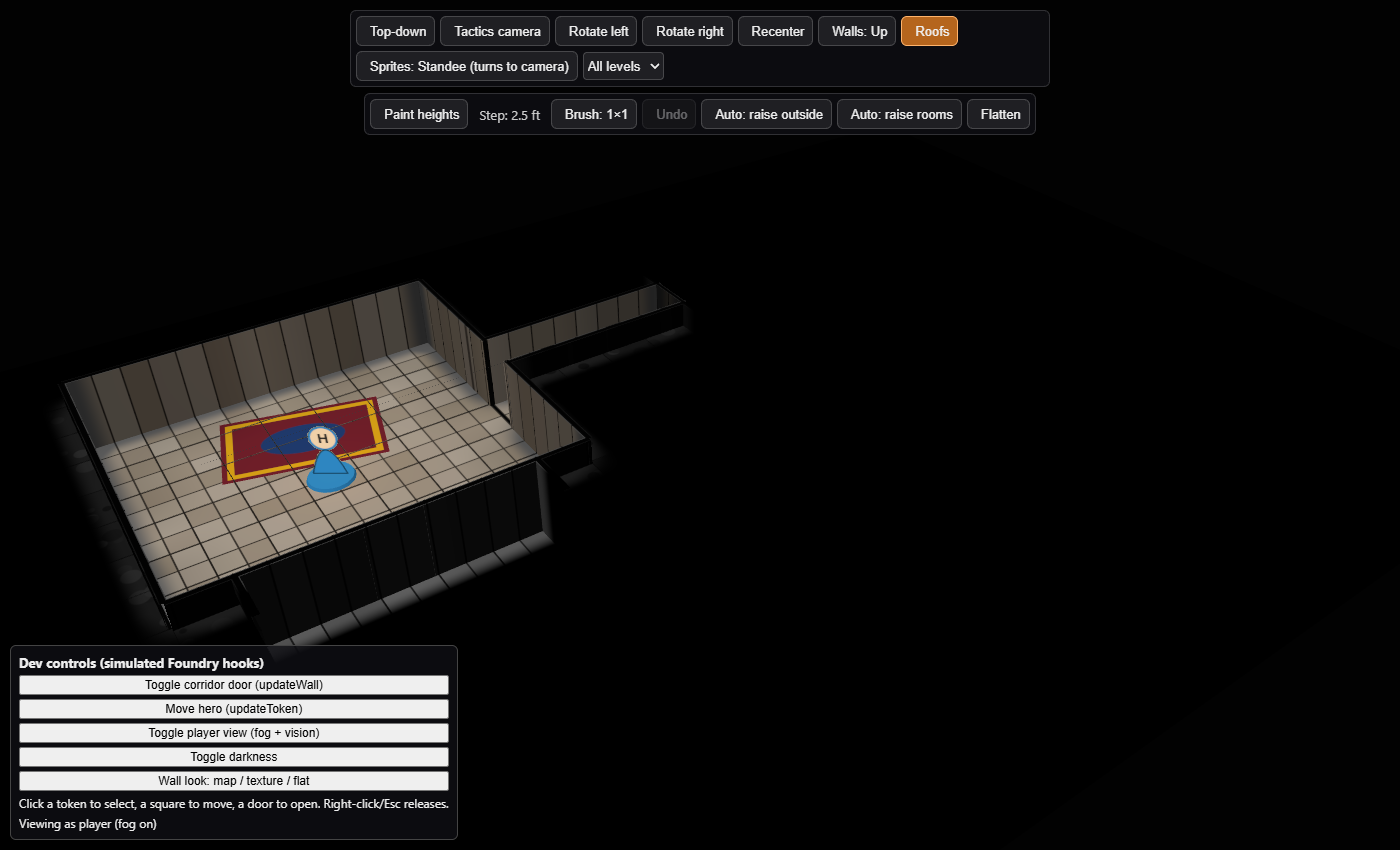 Top-down Tactics camera Rotate left Rotate right Recenter Walls: Up Roofs
Sprites: Standee (turns to camera) All levels
Paint heights Step: 2.5 ft Brush: 1×1 Undo Auto: raise outside Auto: raise rooms Flatten
H
Dev controls (simulated Foundry hooks)
Toggle corridor door (updateWall)
Move hero (updateToken)
Toggle player view (fog + vision)
Toggle darkness
Wall look: map / texture / flat
Click a token to select, a square to move, a door to open. Right-click/Esc releases.
Viewing as player (fog on)